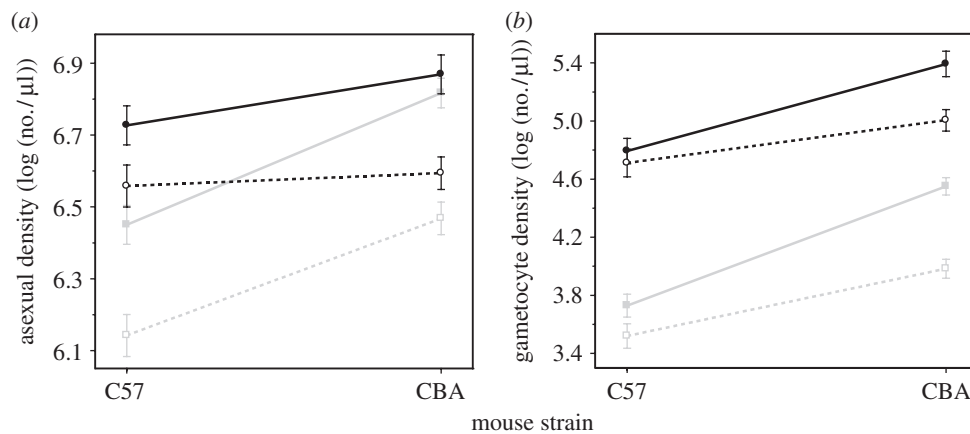 (a)
asexual density (log (no./µl))
6.9
6.7
6.5
6.3
6.1
C57
CBA
(b)
gametocyte density (log (no./µl))
5.4
5.0
4.6
4.2
3.8
3.4
C57
CBA
mouse strain